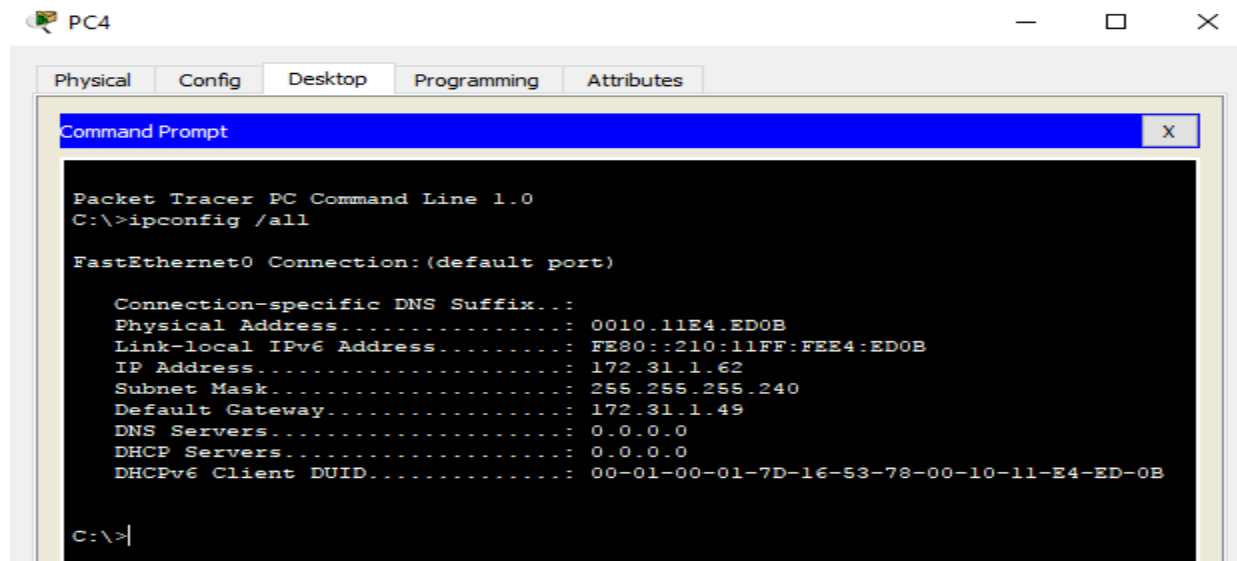 PC4
Physical Config Desktop Programming Attributes
Command Prompt X
Packet Tracer PC Command Line 1.0
C:\>ipconfig /all
FastEthernet0 Connection:(default port)
Connection-specific DNS Suffix..:
Physical Address................: 0010.11E4.ED0B
Link-local IPv6 Address.........: FE80::210:11FF:FEE4:ED0B
IP Address......................: 172.31.1.62
Subnet Mask.....................: 255.255.255.240
Default Gateway.................: 172.31.1.49
DNS Servers.....................: 0.0.0.0
DHCP Servers....................: 0.0.0.0
DHCPv6 Client DUID..............: 00-01-00-01-7D-16-53-78-00-10-11-E4-ED-0B
C:\>